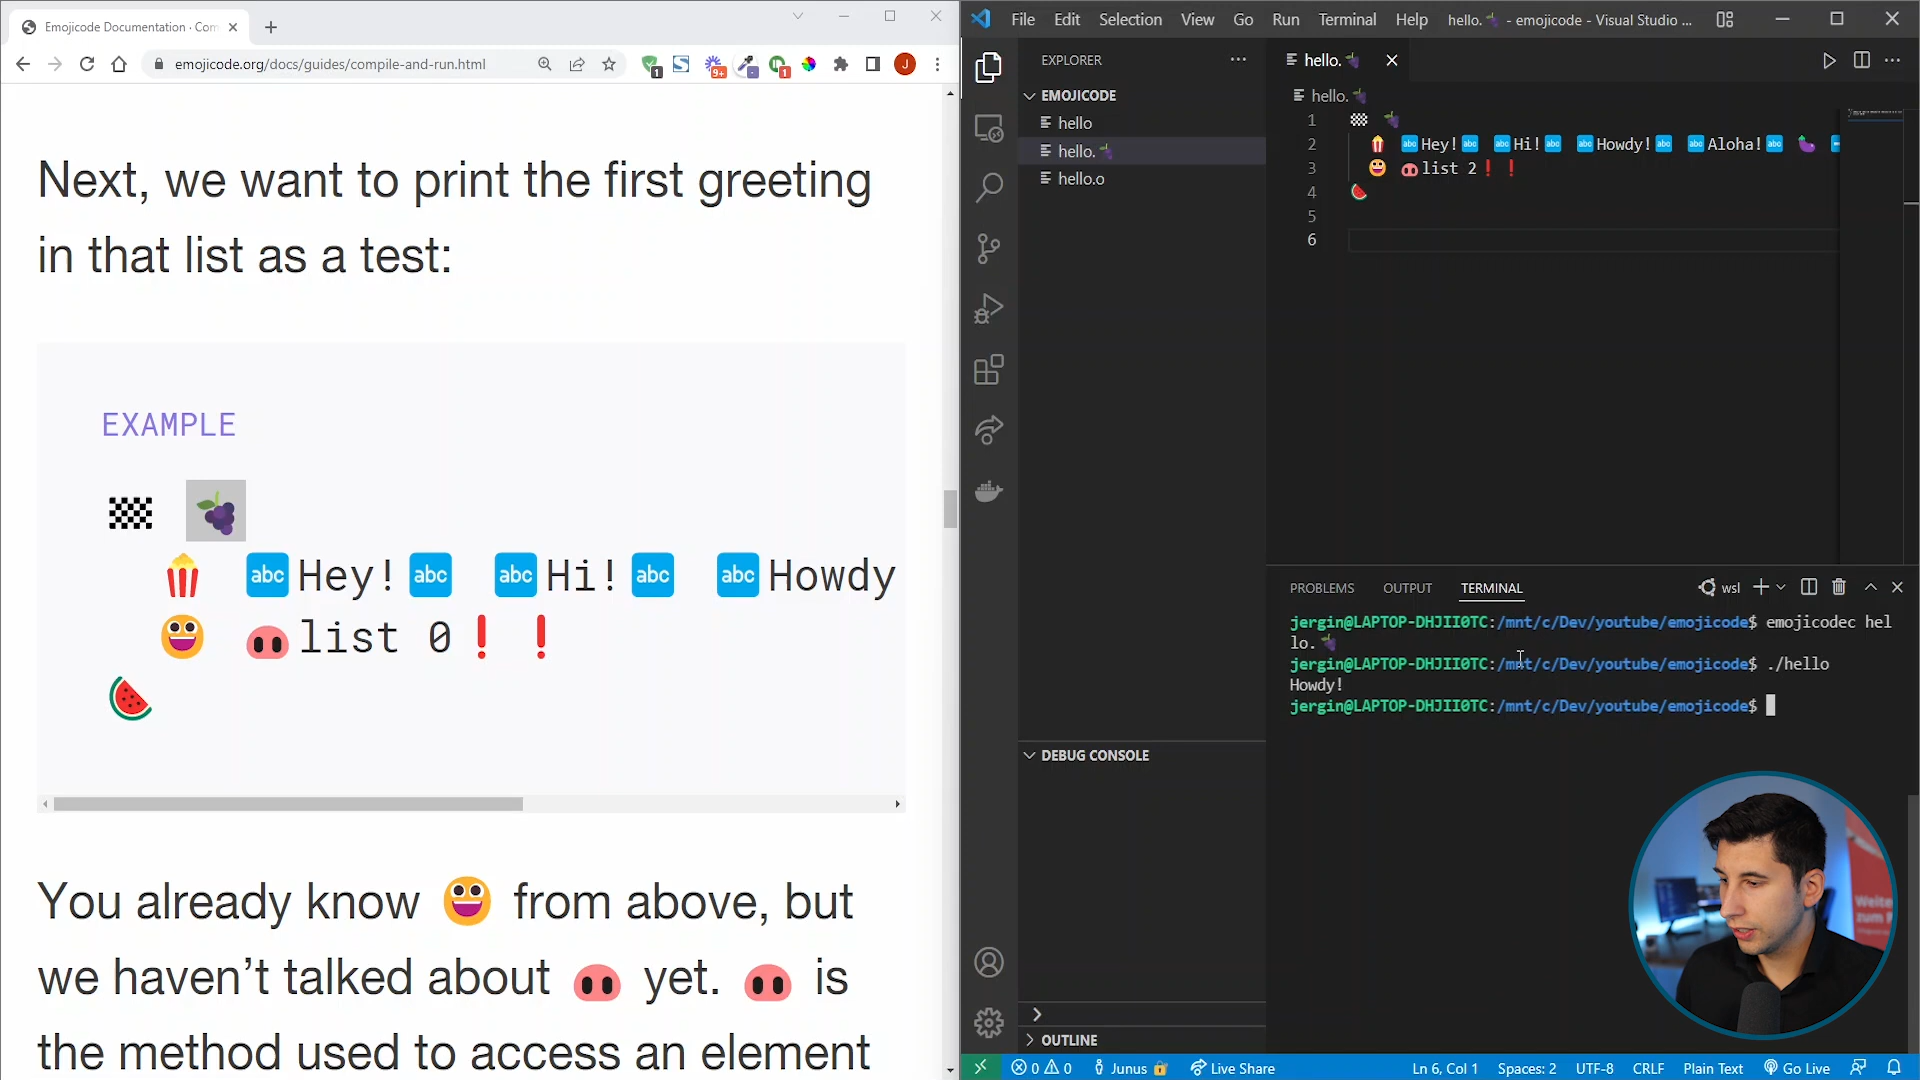 Emojicode Documentation · Com
emojicode.org/docs/guides/compile-and-run.html
1
9+
1
J
Next, we want to print the first greeting
in that list as a test:
EXAMPLE
🏁 🍇
🍿 🔤Hey!🔤 🔤Hi!🔤 🔤Howdy
😀 🐽list 0❗ ❗
🍉
You already know 😀 from above, but
we haven’t talked about 🐽 yet. 🐽 is
the method used to access an element
File Edit Selection View Go Run Terminal Help hello.🍇 - emojicode - Visual Studio ...
EXPLORER
EMOJICODE
hello
hello.🍇
hello.o
DEBUG CONSOLE
OUTLINE
hello.🍇
hello.🍇
1 🏁 🍇
2 🍿 🔤Hey!🔤 🔤Hi!🔤 🔤Howdy!🔤 🔤Aloha!🔤 🍆
3 😀 🐽list 2❗ ❗
4 🍉
5
6
PROBLEMS OUTPUT TERMINAL wsl
jergin@LAPTOP-DHJII0TC:/mnt/c/Dev/youtube/emojicode$ emojicodec hel
lo.🍇
jergin@LAPTOP-DHJII0TC:/mnt/c/Dev/youtube/emojicode$ ./hello
Howdy!
jergin@LAPTOP-DHJII0TC:/mnt/c/Dev/youtube/emojicode$
0 0 Junus Live Share Ln 6, Col 1 Spaces: 2 UTF-8 CRLF Plain Text Go Live